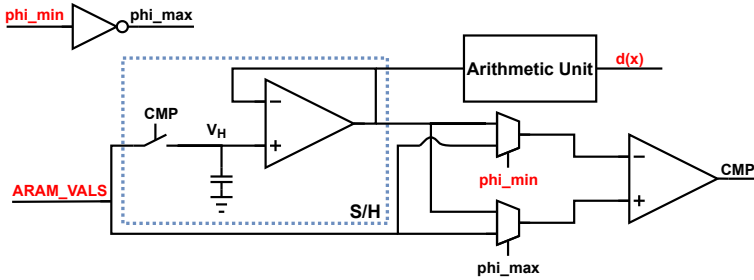 phi_min
phi_max
Arithmetic Unit
d(x)
CMP
−
V_H
+
phi_min
−
CMP
ARAM_VALS
+
S/H
phi_max